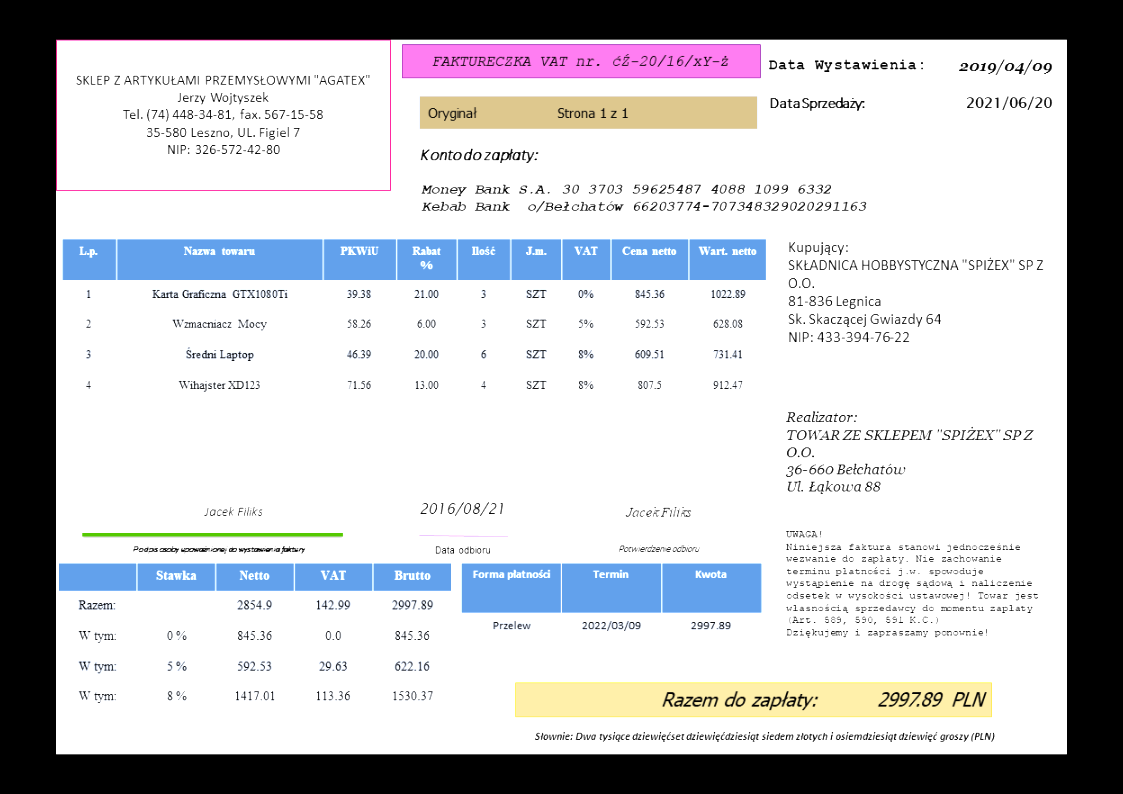 SKLEP Z ARTYKUŁAMI PRZEMYSŁOWYMI "AGATEX"
Jerzy Wojtyszek
Tel. (74) 448-34-81, fax. 567-15-58
35-580 Leszno, UL. Figiel 7
NIP: 326-572-42-80
FAKTURECZKA VAT nr. ćŹ-20/16/xY-ż
Data Wystawienia: 2019/04/09
Oryginał Strona 1 z 1
Data Sprzedaży: 2021/06/20
Konto do zapłaty:
Money Bank S.A. 30 3703 59625487 4088 1099 6332
Kebab Bank o/Bełchatów 66203774-707348329020291163
L.p. Nazwa towaru PKWiU Rabat % Ilość J.m. VAT Cena netto Wart. netto
1 Karta Graficzna GTX1080Ti 39.38 21.00 3 SZT 0% 845.36 1022.89
2 Wzmacniacz Mocy 58.26 6.00 3 SZT 5% 592.53 628.08
3 Średni Laptop 46.39 20.00 6 SZT 8% 609.51 731.41
4 Wihajster XD123 71.56 13.00 4 SZT 8% 807.5 912.47
Kupujący:
SKŁADNICA HOBBYSTYCZNA "SPIŻEX" SP Z
O.O.
81-836 Legnica
Sk. Skaczącej Gwiazdy 64
NIP: 433-394-76-22
Realizator:
TOWAR ZE SKLEPEM "SPIŻEX" SP Z
O.O.
36-660 Bełchatów
Ul. Łąkowa 88
Jacek Filiks
Podpis osoby upoważnionej do wystawienia faktury
2016/08/21
Data odbioru
Jacek Filiks
Potwierdzenie odbioru
UWAGA!
Niniejsza faktura stanowi jednocześnie
wezwanie do zapłaty. Nie zachowanie
terminu płatności j.w. spowoduje
wystąpienie na drogę sądową i naliczenie
odsetek w wysokości ustawowej! Towar jest
własnością sprzedawcy do momentu zapłaty
(Art. 589, 590, 591 K.C.)
Dziękujemy i zapraszamy ponownie!
Stawka Netto VAT Brutto
Razem: 2854.9 142.99 2997.89
W tym: 0 % 845.36 0.0 845.36
W tym: 5 % 592.53 29.63 622.16
W tym: 8 % 1417.01 113.36 1530.37
Forma płatności Termin Kwota
Przelew 2022/03/09 2997.89
Razem do zapłaty: 2997.89 PLN
Słownie: Dwa tysiące dziewięćset dziewięćdziesiąt siedem złotych i osiemdziesiąt dziewięć groszy (PLN)